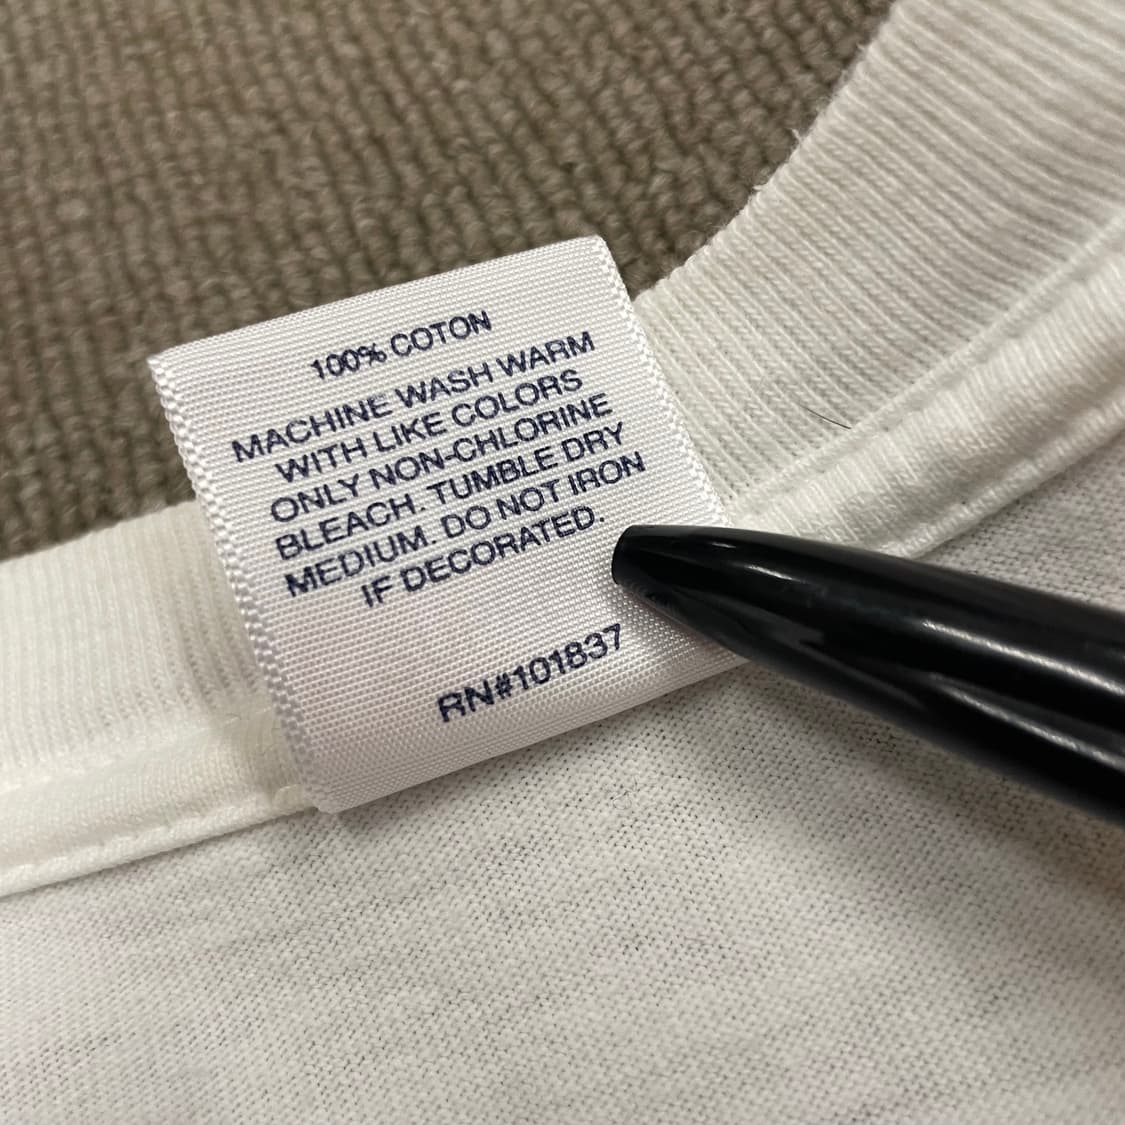 100% COTON
MACHINE WASH WARM
WITH LIKE COLORS
ONLY NON-CHLORINE
BLEACH. TUMBLE DRY
MEDIUM. DO NOT IRON
IF DECORATED.
RN#101837